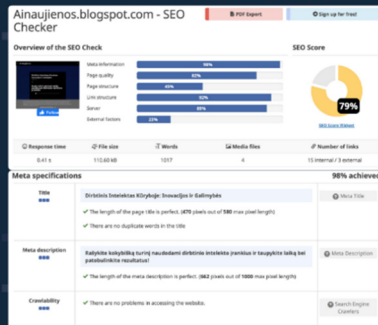 Ainaujienos.blogspot.com - SEO
Checker
PDF Export
Sign up for free!
Overview of the SEO Check
SEO Score
Meta information
98%
Page quality
Page structure
Link structure
Server
External factors
23%
79%
Response time
File size
Words
Media files
Number of links
0.41 s
110.60 kB
1017
4
15 internal / 3 external
Meta specifications
98% achieve
Title
Dirbtinis Intelektas Kūryboje: Inovacijos ir Galimybės
Meta Title
The length of the page title is perfect. (470 pixels out of 580 max pixel length)
There are no duplicate words in the title
Meta description
Rašykite kokybišką turinį naudodami dirbtinio intelekto įrankius ir taupykite laiką bei
patobulinkite rezultatus!
Meta Description
The length of the meta description is perfect. (562 pixels out of 1000 max pixel length)
Crawlability
There are no problems in accessing the website.
Search Engine
Crawlers